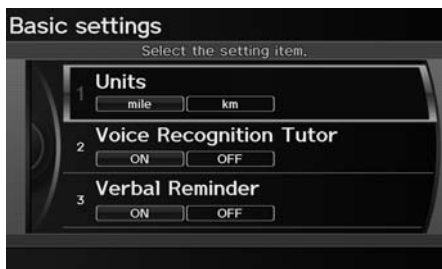 Basic settings
Select the setting item.
1 Units
mile km
2 Voice Recognition Tutor
ON OFF
3 Verbal Reminder
ON OFF